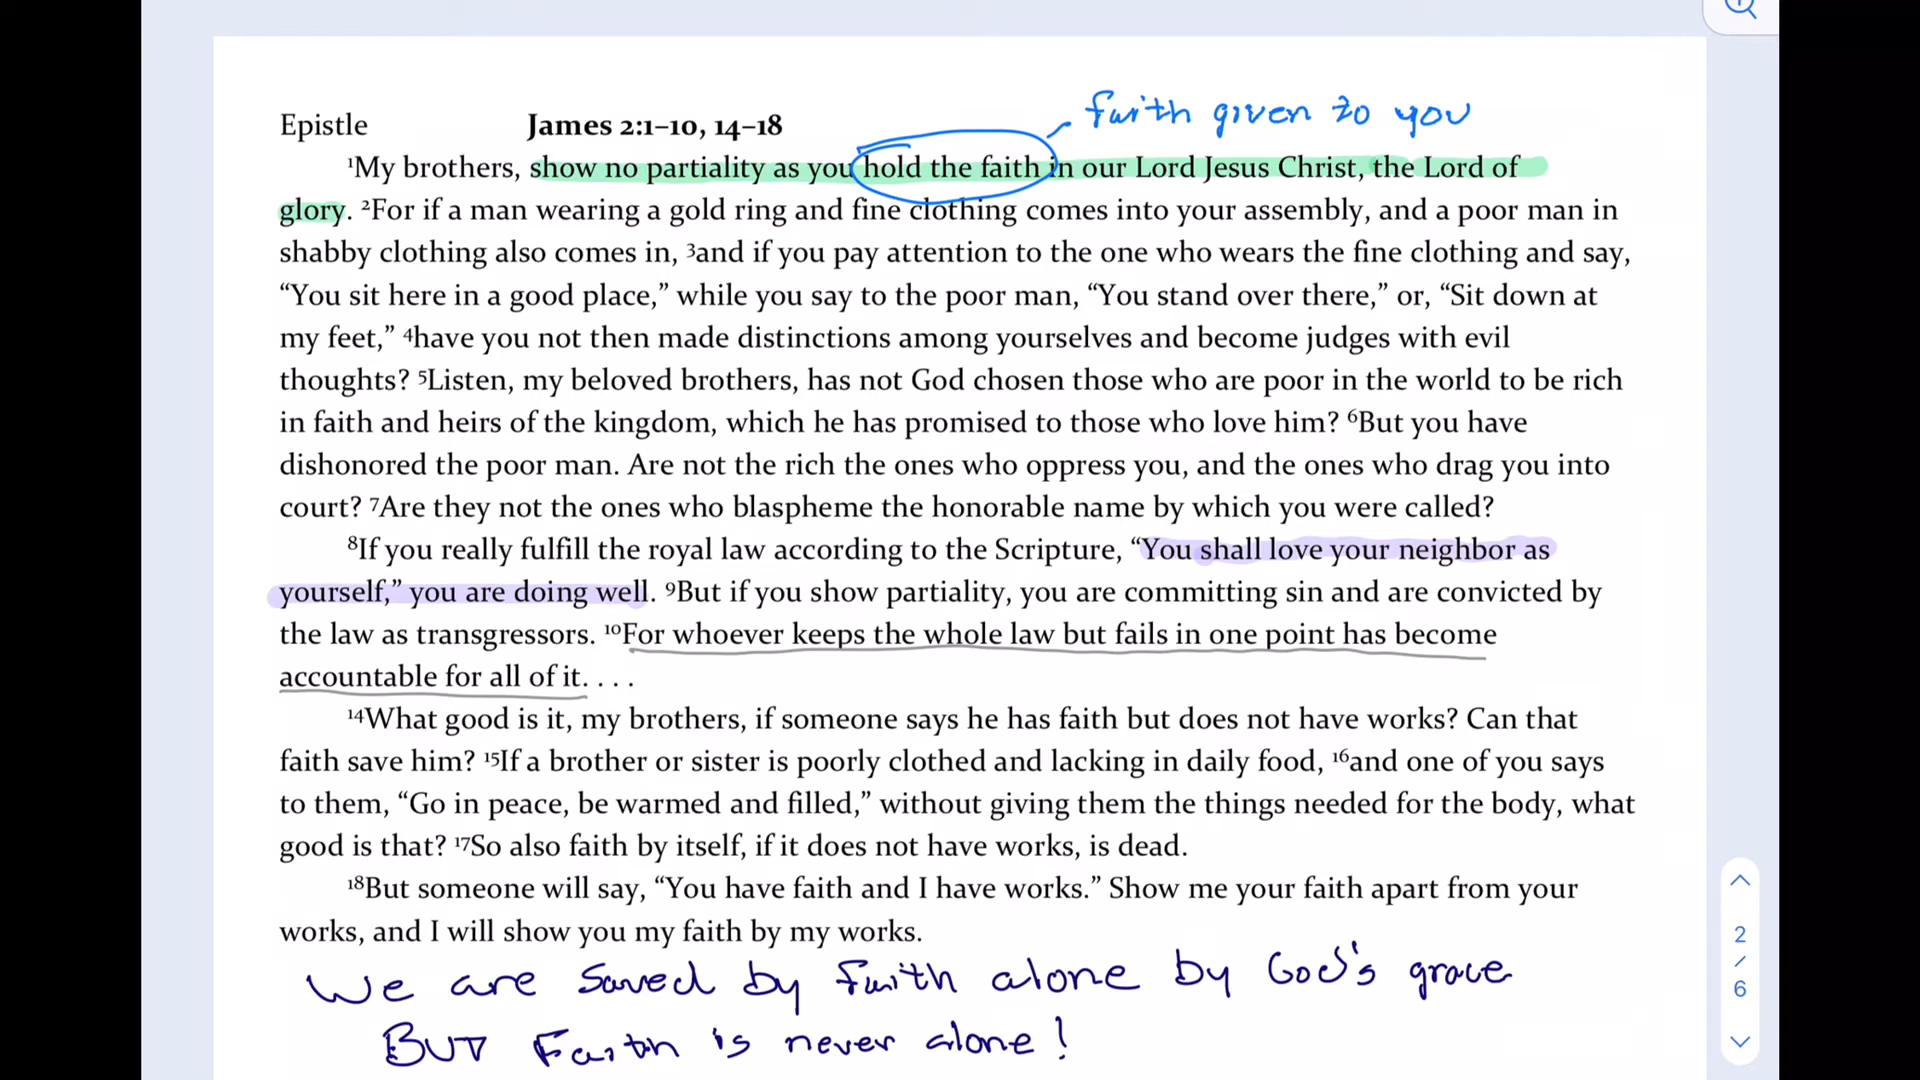 faith given to you
Epistle James 2:1–10, 14–18
¹My brothers, show no partiality as you hold the faith in our Lord Jesus Christ, the Lord of
glory. ²For if a man wearing a gold ring and fine clothing comes into your assembly, and a poor man in
shabby clothing also comes in, ³and if you pay attention to the one who wears the fine clothing and say,
“You sit here in a good place,” while you say to the poor man, “You stand over there,” or, “Sit down at
my feet,” ⁴have you not then made distinctions among yourselves and become judges with evil
thoughts? ⁵Listen, my beloved brothers, has not God chosen those who are poor in the world to be rich
in faith and heirs of the kingdom, which he has promised to those who love him? ⁶But you have
dishonored the poor man. Are not the rich the ones who oppress you, and the ones who drag you into
court? ⁷Are they not the ones who blaspheme the honorable name by which you were called?
⁸If you really fulfill the royal law according to the Scripture, “You shall love your neighbor as
yourself,” you are doing well. ⁹But if you show partiality, you are committing sin and are convicted by
the law as transgressors. ¹⁰For whoever keeps the whole law but fails in one point has become
accountable for all of it. . . .
¹⁴What good is it, my brothers, if someone says he has faith but does not have works? Can that
faith save him? ¹⁵If a brother or sister is poorly clothed and lacking in daily food, ¹⁶and one of you says
to them, “Go in peace, be warmed and filled,” without giving them the things needed for the body, what
good is that? ¹⁷So also faith by itself, if it does not have works, is dead.
¹⁸But someone will say, “You have faith and I have works.” Show me your faith apart from your
works, and I will show you my faith by my works.
We are saved by faith alone by God's grace
BUT Faith is never alone!
2
/
6